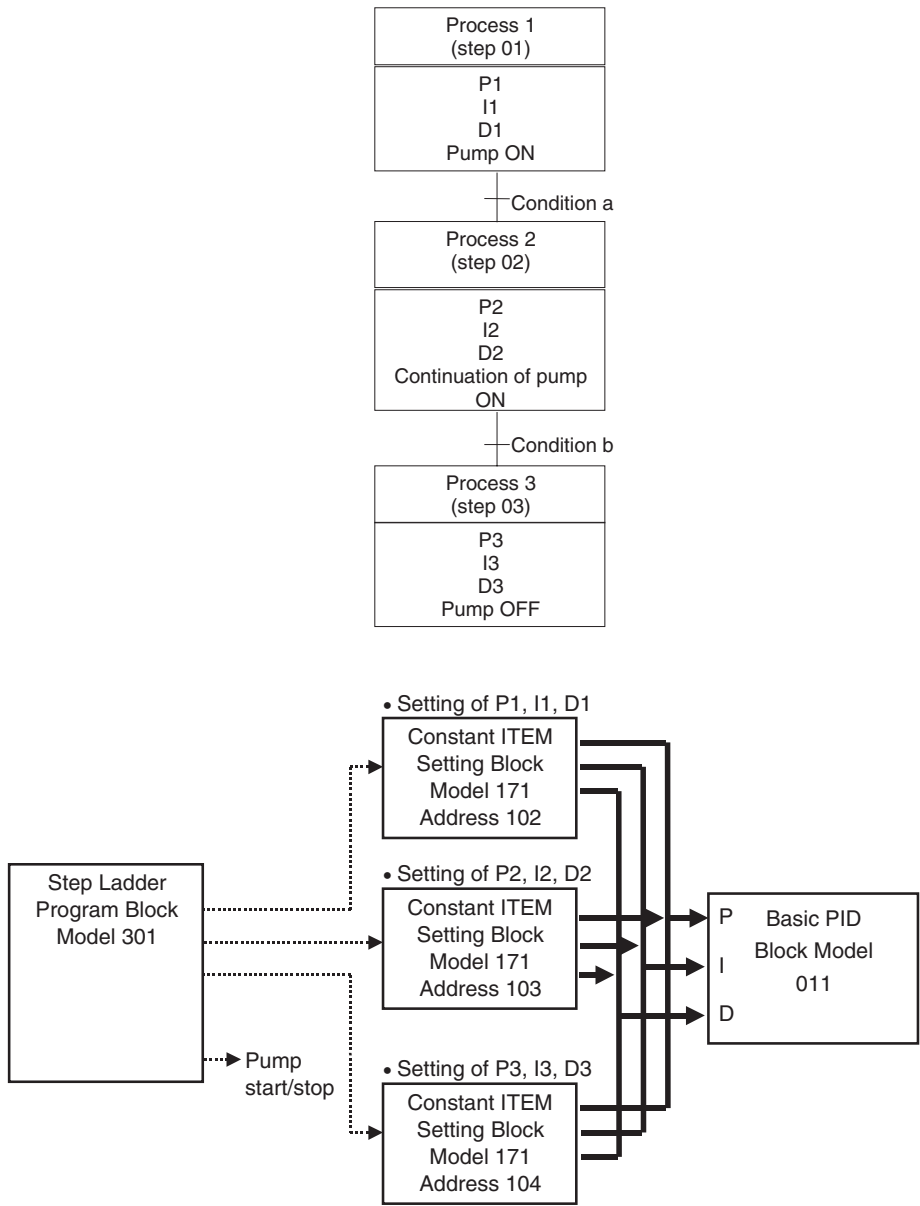 Process 1
(step 01)
P1
I1
D1
Pump ON
Condition a
Process 2
(step 02)
P2
I2
D2
Continuation of pump
ON
Condition b
Process 3
(step 03)
P3
I3
D3
Pump OFF
• Setting of P1, I1, D1
Constant ITEM
Setting Block
Model 171
Address 102
Step Ladder
Program Block
Model 301
Pump
start/stop
• Setting of P2, I2, D2
Constant ITEM
Setting Block
Model 171
Address 103
• Setting of P3, I3, D3
Constant ITEM
Setting Block
Model 171
Address 104
P
I
D
Basic PID
Block Model
011